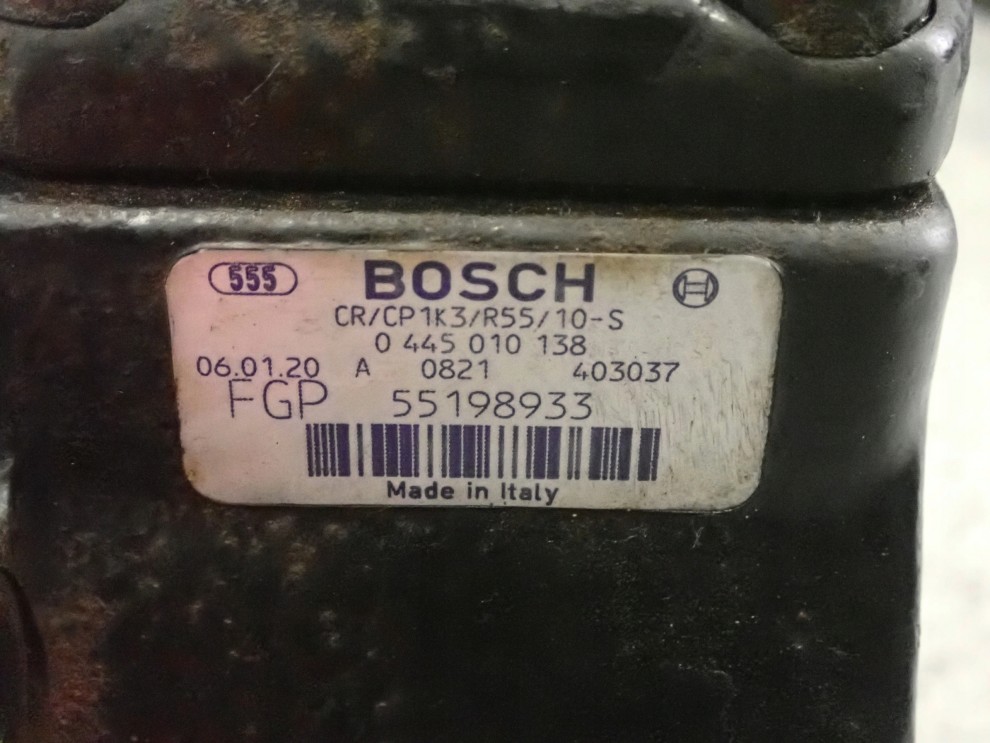 555 BOSCH
CR/CP1K3/R55/10-S
0 445 010 138
06.01.20 A 0821 403037
FGP 55198933
Made in Italy